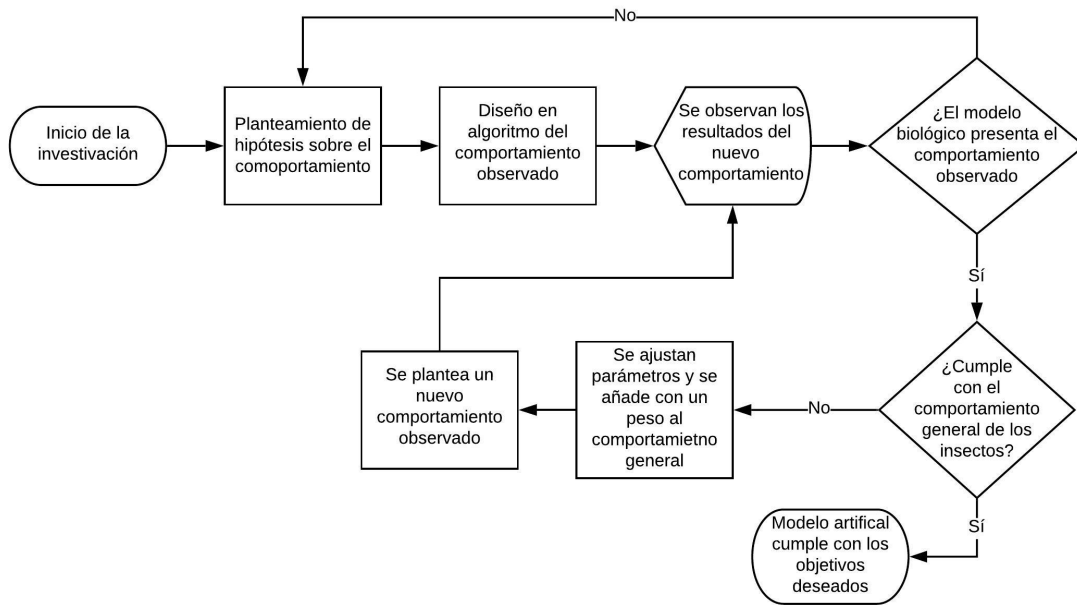 No
Inicio de la
investivación
Planteamiento de
hipótesis sobre el
comoportamiento
Diseño en
algoritmo del
comportamiento
observado
Se observan los
resultados del
nuevo
comportamiento
¿El modelo
biológico presenta el
comportamiento
observado
Sí
¿Cumple
con el
comportamiento
general de los
insectos?
No
Se ajustan
parámetros y se
añade con un
peso al
comportamietno
general
Se plantea un
nuevo
comportamiento
observado
Sí
Modelo artifical
cumple con los
objetivos
deseados